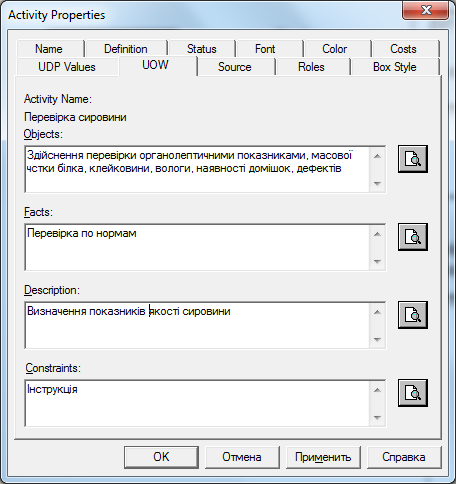 Activity Properties
Name Definition Status Font Color Costs
UDP Values UOW Source Roles Box Style
Activity Name:
Перевірка сировини
Objects:
Здійснення перевірки органолептичними показниками, масової
чстки білка, клейковини, вологи, наявності домішок, дефектів
Facts:
Перевірка по нормам
Description:
Визначення показників якості сировини
Constraints:
Інструкція
OK Отмена Применить Справка